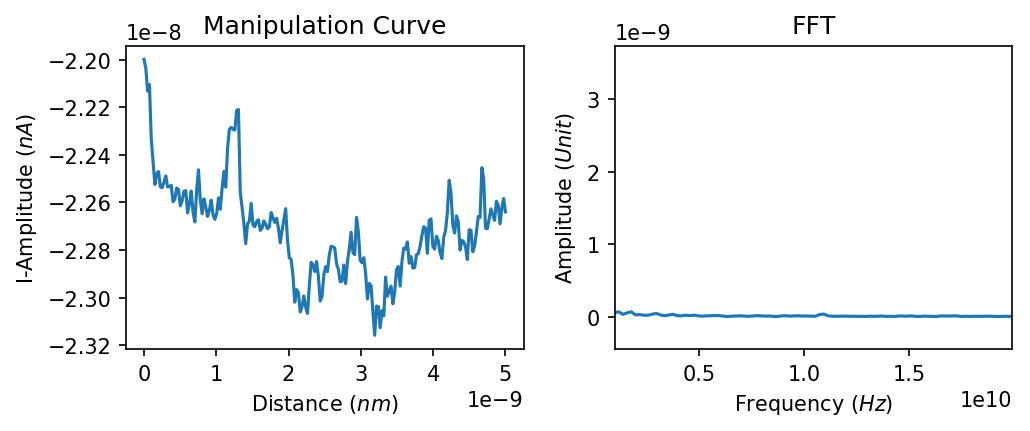 Manipulation Curve
1e−8
−2.20
−2.22
−2.24
−2.26
−2.28
−2.30
−2.32
I-Amplitude (nA)
0 1 2 3 4 5
Distance (nm)
1e−9
FFT
1e−9
3
1
0
Amplitude (Unit)
0.5 1.0 1.5
Frequency (Hz)
1e10